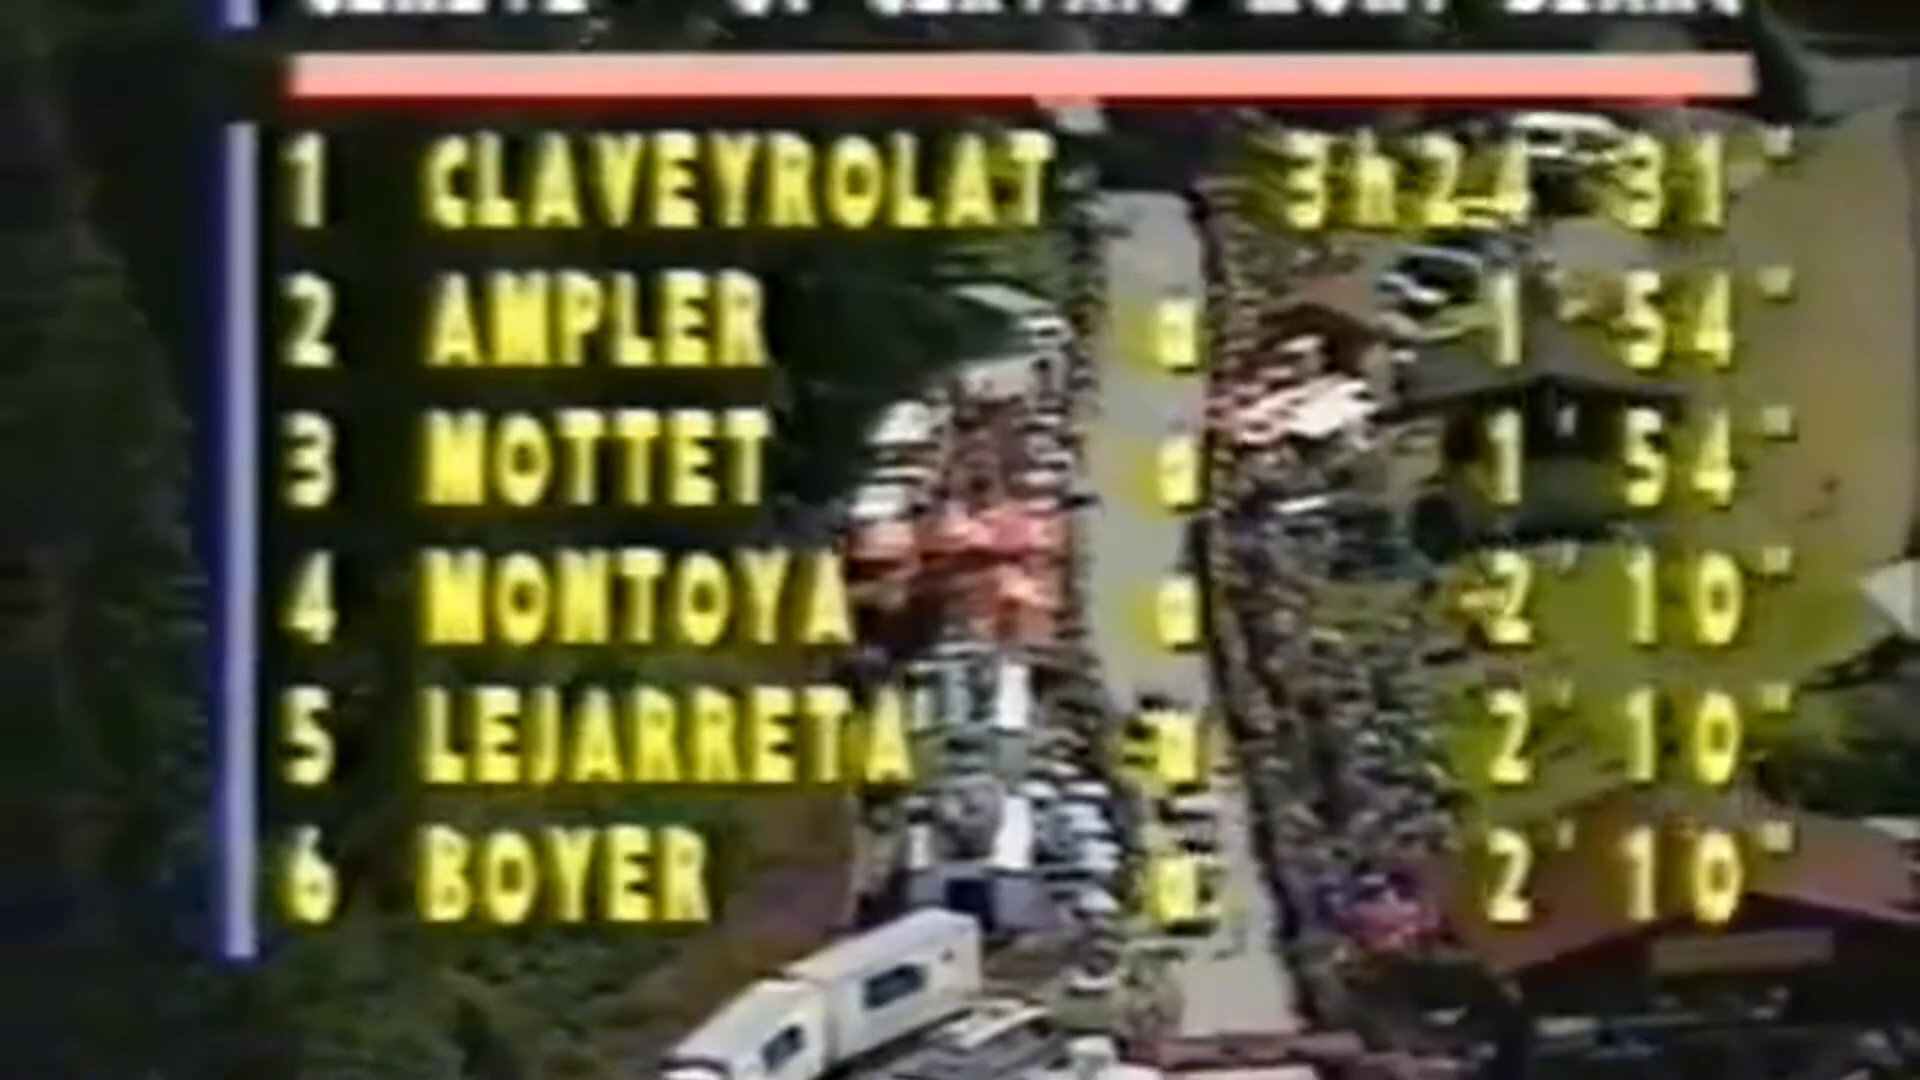 1 CLAVEYROLAT 3h24'31"
2 AMPLER a 1'54"
3 MOTTET a 1'54"
4 MONTOYA a 2'10"
5 LEJARRETA a 2'10"
6 BOYER a 2'10"